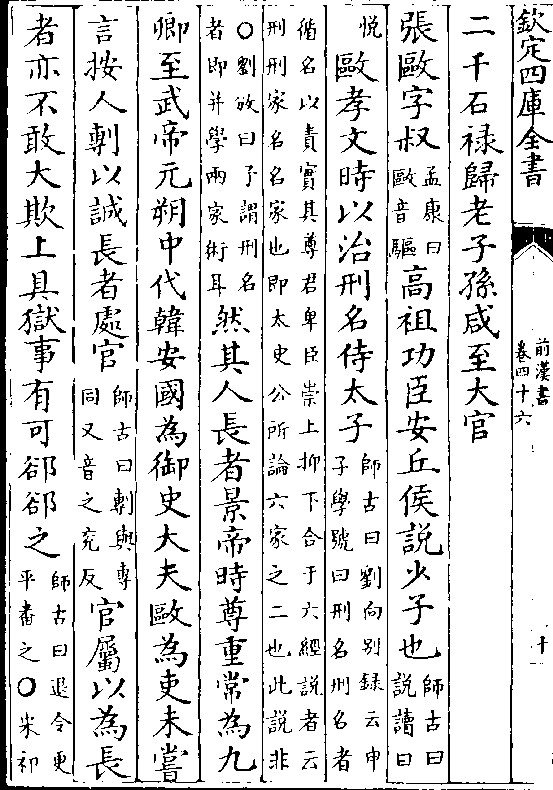 欽定四庫全書
前漢書
卷四十六
十
二千石祿歸老子孫咸至大官
張歐字叔孟康曰歐音驅高祖功臣安丘侯說少子也師古曰說讀曰
悅歐孝文時以治刑名侍太子師古曰劉向别録云申子學號曰刑名刑名者
循名以責實其尊君卑臣崇上抑下合于六經說者云刑刑家名名家也即太史公所論六家之二也此說非
○劉攽曰予謂刑名者即并學兩家術耳然其人長者景帝時尊重常為九
卿至武帝元朔中代韓安國為御史大夫歐為吏未嘗
言按人剸以誠長者處官師古曰剸與專同又音之兖反官屬以為長
者亦不敢大欺上具獄事有可郤郤之師古曰退令更平畨之○宋祁